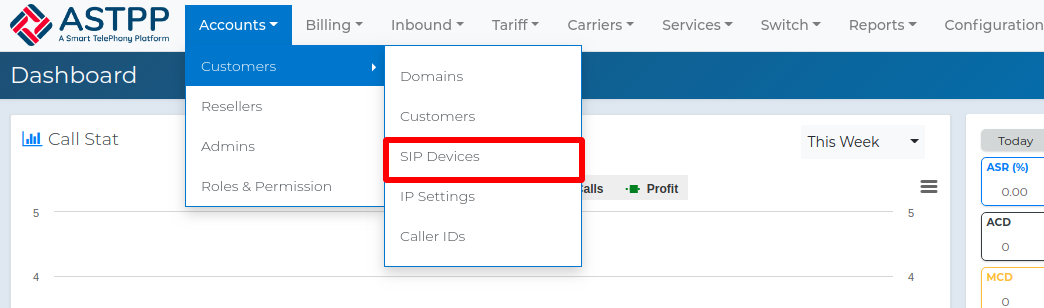 ASTPP
A Smart TelePhony Platform
Accounts
Billing
Inbound
Tariff
Carriers
Services
Switch
Reports
Configuration
Dashboard
Customers
Resellers
Admins
Roles & Permission
Domains
Customers
SIP Devices
IP Settings
Caller IDs
Call Stat
This Week
Calls
Profit
5
5
4
4
Today
ASR (%)
0.00
ACD
0
MCD
0